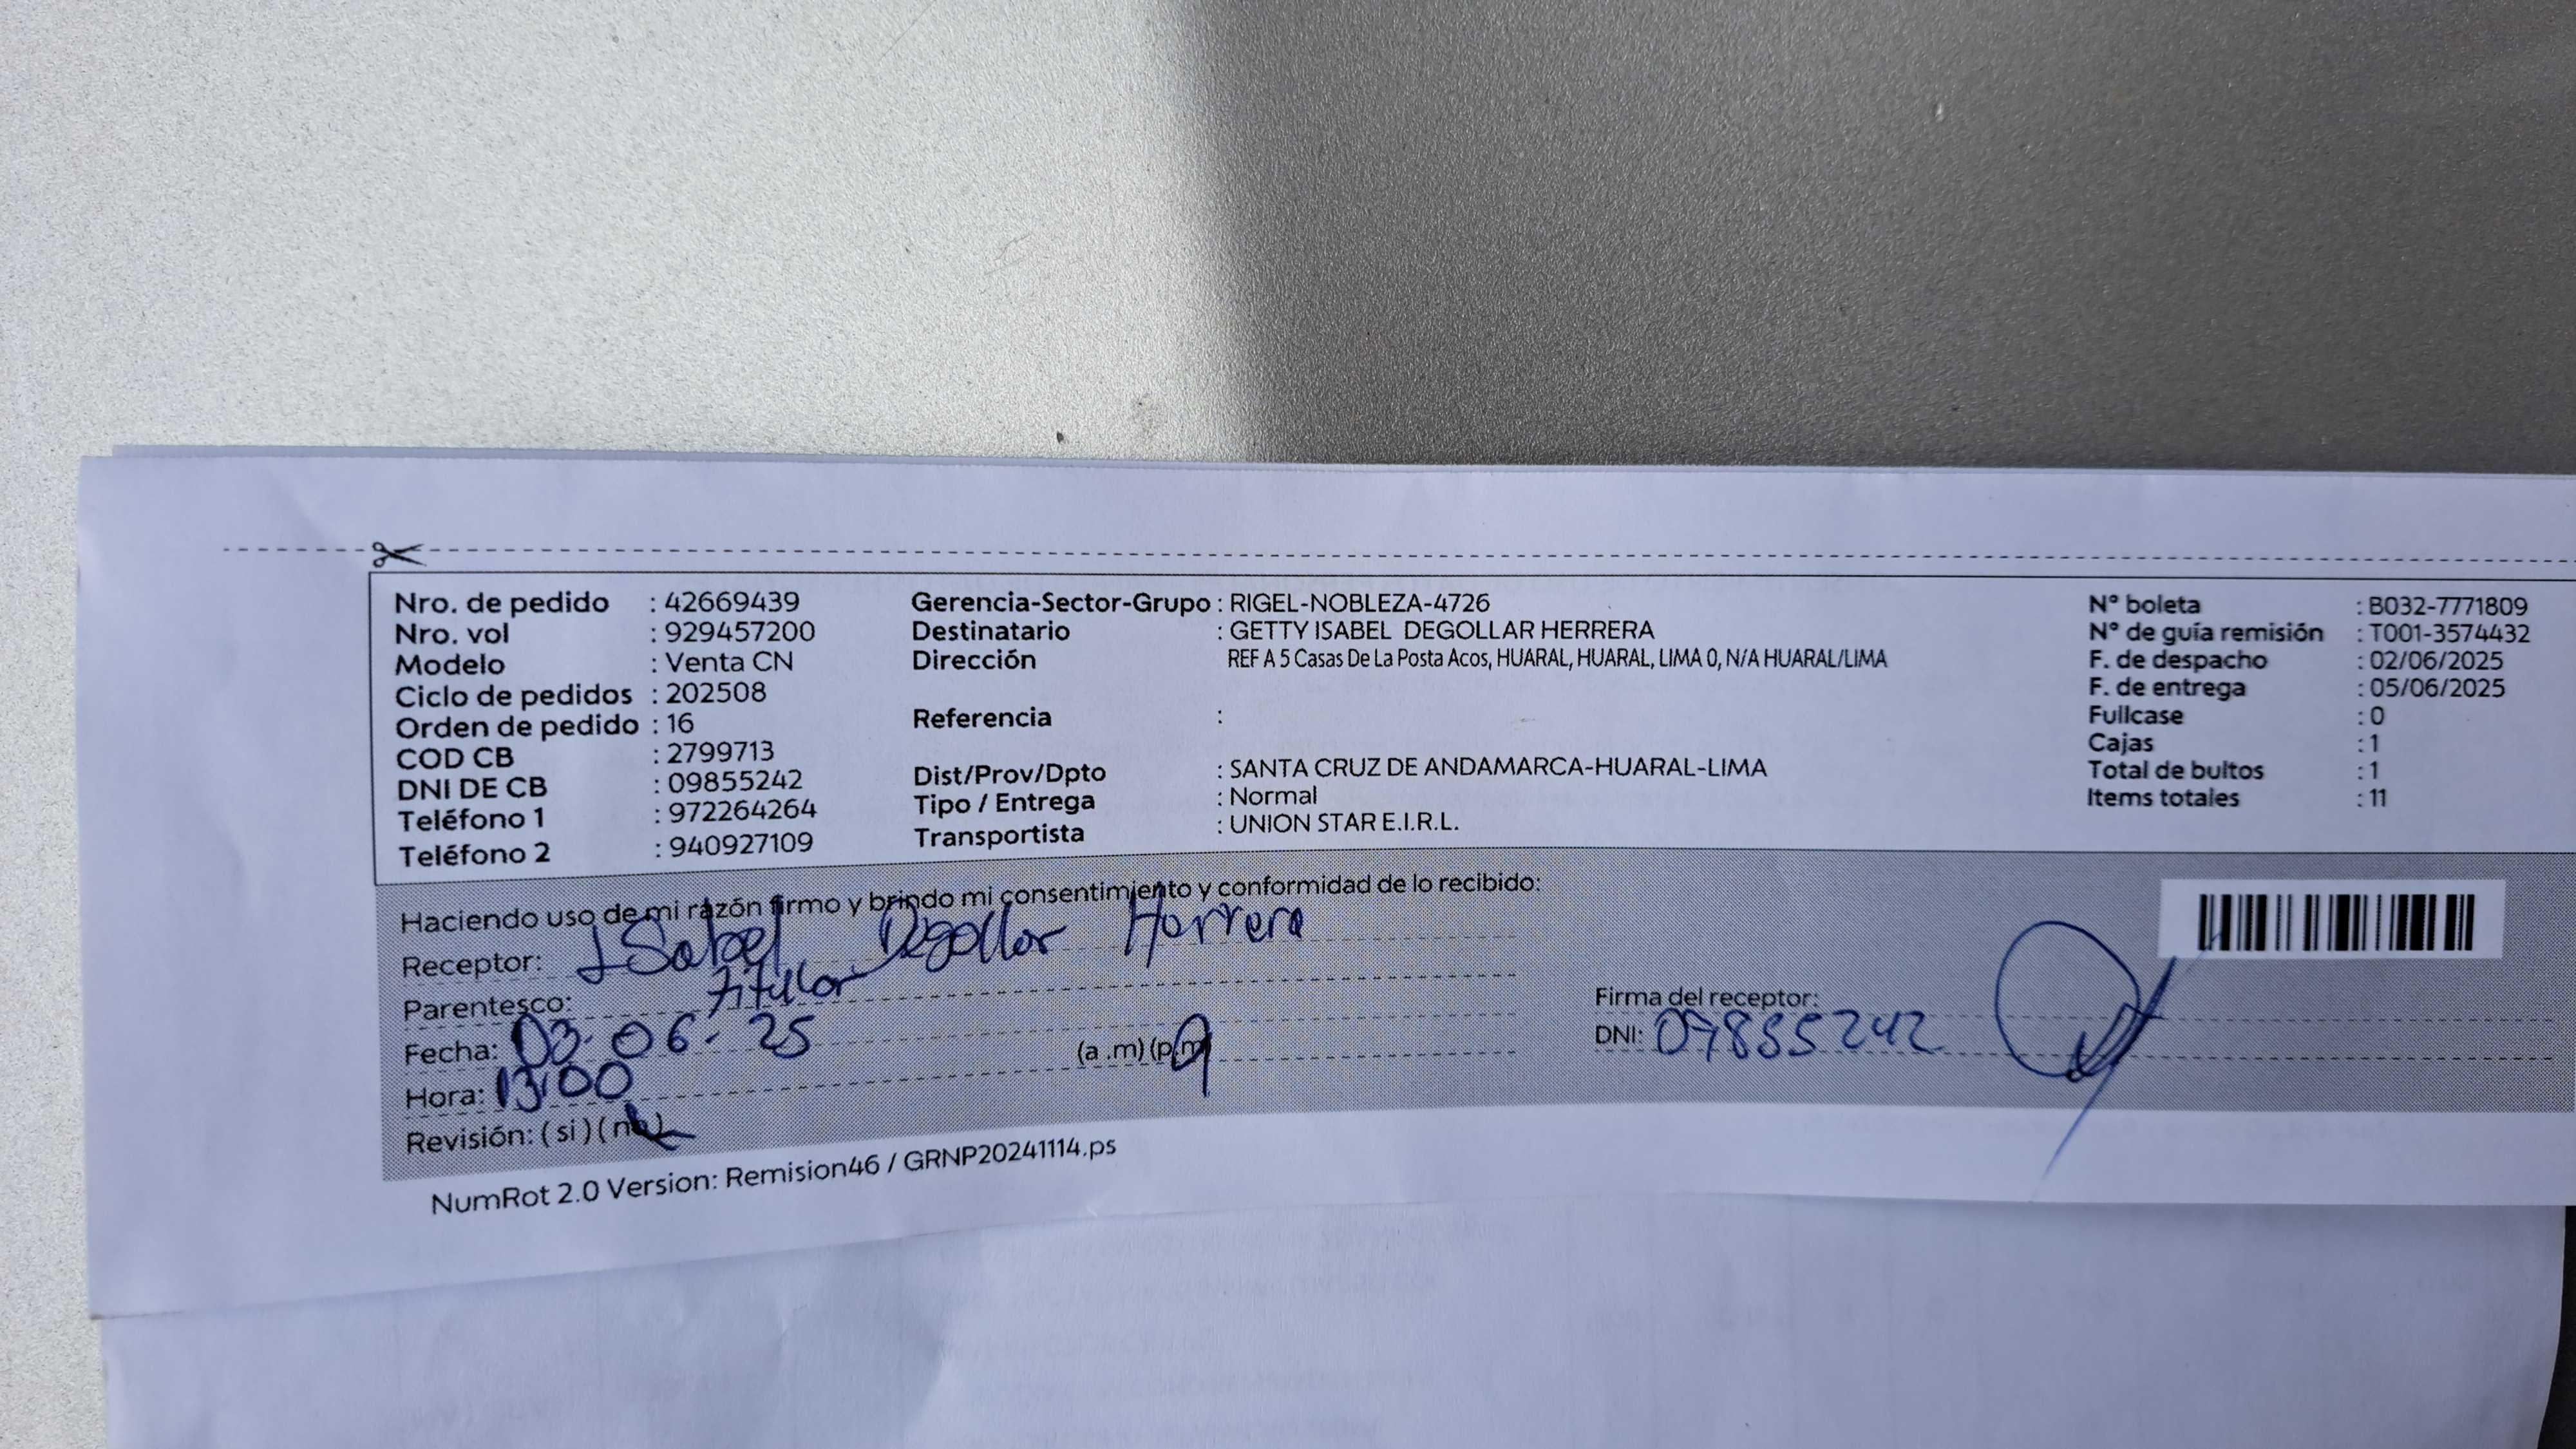 Nro. de pedido : 42669439
Nro. vol : 929457200
Modelo : Venta CN
Ciclo de pedidos : 202508
Orden de pedido : 16
COD CB : 2799713
DNI DE CB : 09855242
Teléfono 1 : 972264264
Teléfono 2 : 940927109
Gerencia-Sector-Grupo : RIGEL-NOBLEZA-4726
Destinatario : GETTY ISABEL DEGOLLAR HERRERA
Dirección REF A 5 Casas De La Posta Acos, HUARAL, HUARAL, LIMA 0, N/A HUARAL/LIMA
Referencia :
Dist/Prov/Dpto : SANTA CRUZ DE ANDAMARCA-HUARAL-LIMA
Tipo / Entrega : Normal
Transportista : UNION STAR E.I.R.L.
N° boleta : B032-7771809
N° de guía remisión : T001-3574432
F. de despacho : 02/06/2025
F. de entrega : 05/06/2025
Fullcase : 0
Cajas : 1
Total de bultos : 1
Items totales : 11
Haciendo uso de mi razón firmo y brindo mi consentimiento y conformidad de lo recibido:
Receptor: ISabel Degollar Herrera
Parentesco: titular
Fecha: 03-06-25
Hora: 13:00 (a .m) (p.m)
Revisión: ( si ) ( no )
Firma del receptor:
DNI: 09855242
NumRot 2.0 Version: Remision46 / GRNP20241114.ps